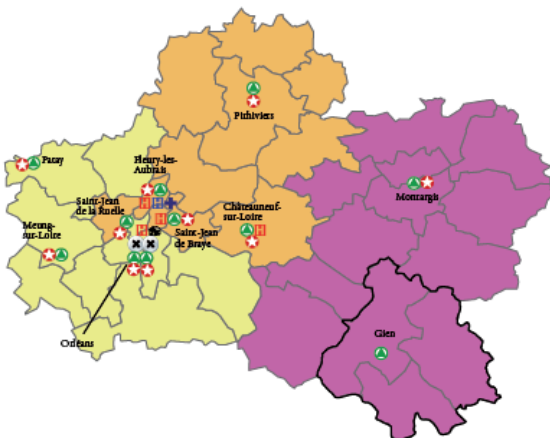 Pithiviers
Patay
Fleury-les-
Aubrais
Montargis
Saint-Jean
de la Ruelle
H H
Châteauneuf-
sur-Loire
H
Meung-
sur-Loire
H
H
Saint-Jean
de Braye
Gien
Orléans